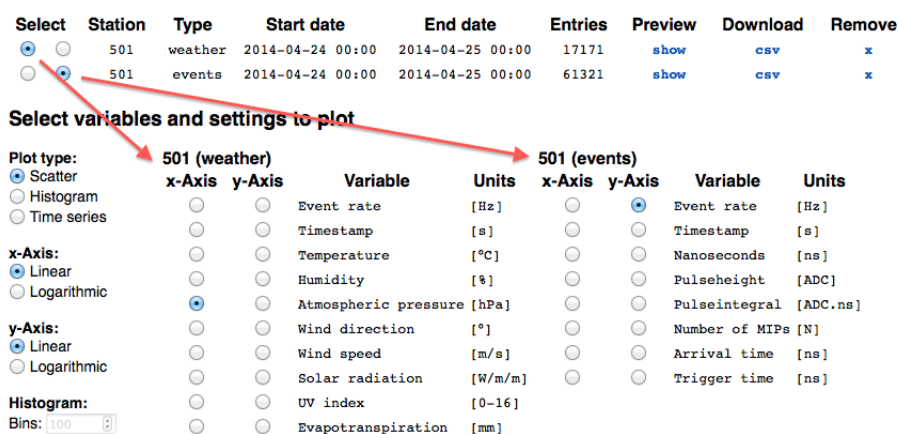 Select Station Type Start date End date Entries Preview Download Remove
501 weather 2014-04-24 00:00 2014-04-25 00:00 17171 show csv x
501 events 2014-04-24 00:00 2014-04-25 00:00 61321 show csv x
Select variables and settings to plot
Plot type: 501 (weather) 501 (events)
Scatter x-Axis y-Axis Variable Units x-Axis y-Axis Variable Units
Histogram Event rate [Hz] Event rate [Hz]
Time series Timestamp [s] Timestamp [s]
x-Axis: Temperature [°C] Nanoseconds [ns]
Linear Humidity [%] Pulseheight [ADC]
Logarithmic Atmospheric pressure [hPa] Pulseintegral [ADC.ns]
y-Axis: Wind direction [°] Number of MIPs [N]
Linear Wind speed [m/s] Arrival time [ns]
Logarithmic Solar radiation [W/m/m] Trigger time [ns]
Histogram: UV index [0-16]
Bins: 100 Evapotranspiration [mm]